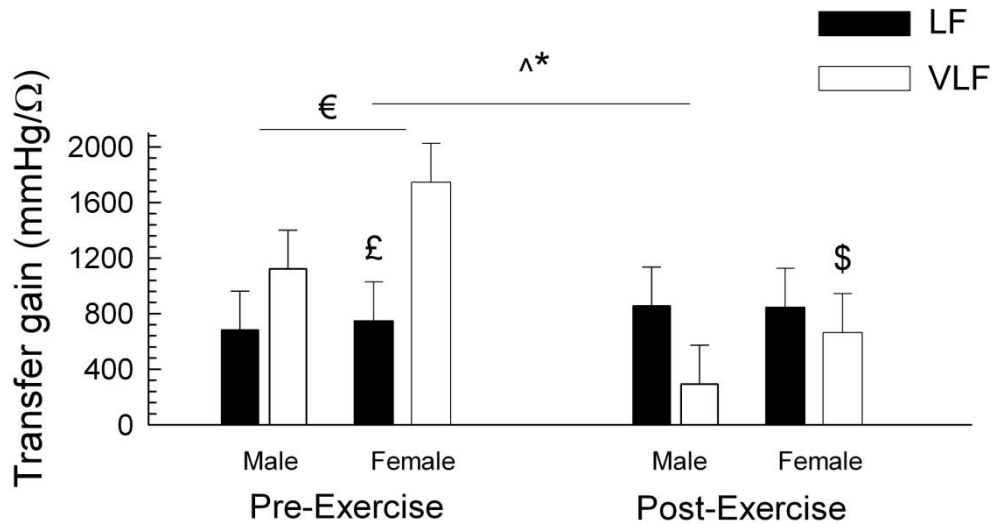 LF
VLF
^*
€
£
$
Transfer gain (mmHg/Ω)
2000
1600
1200
800
400
0
Male Female Male Female
Pre-Exercise Post-Exercise